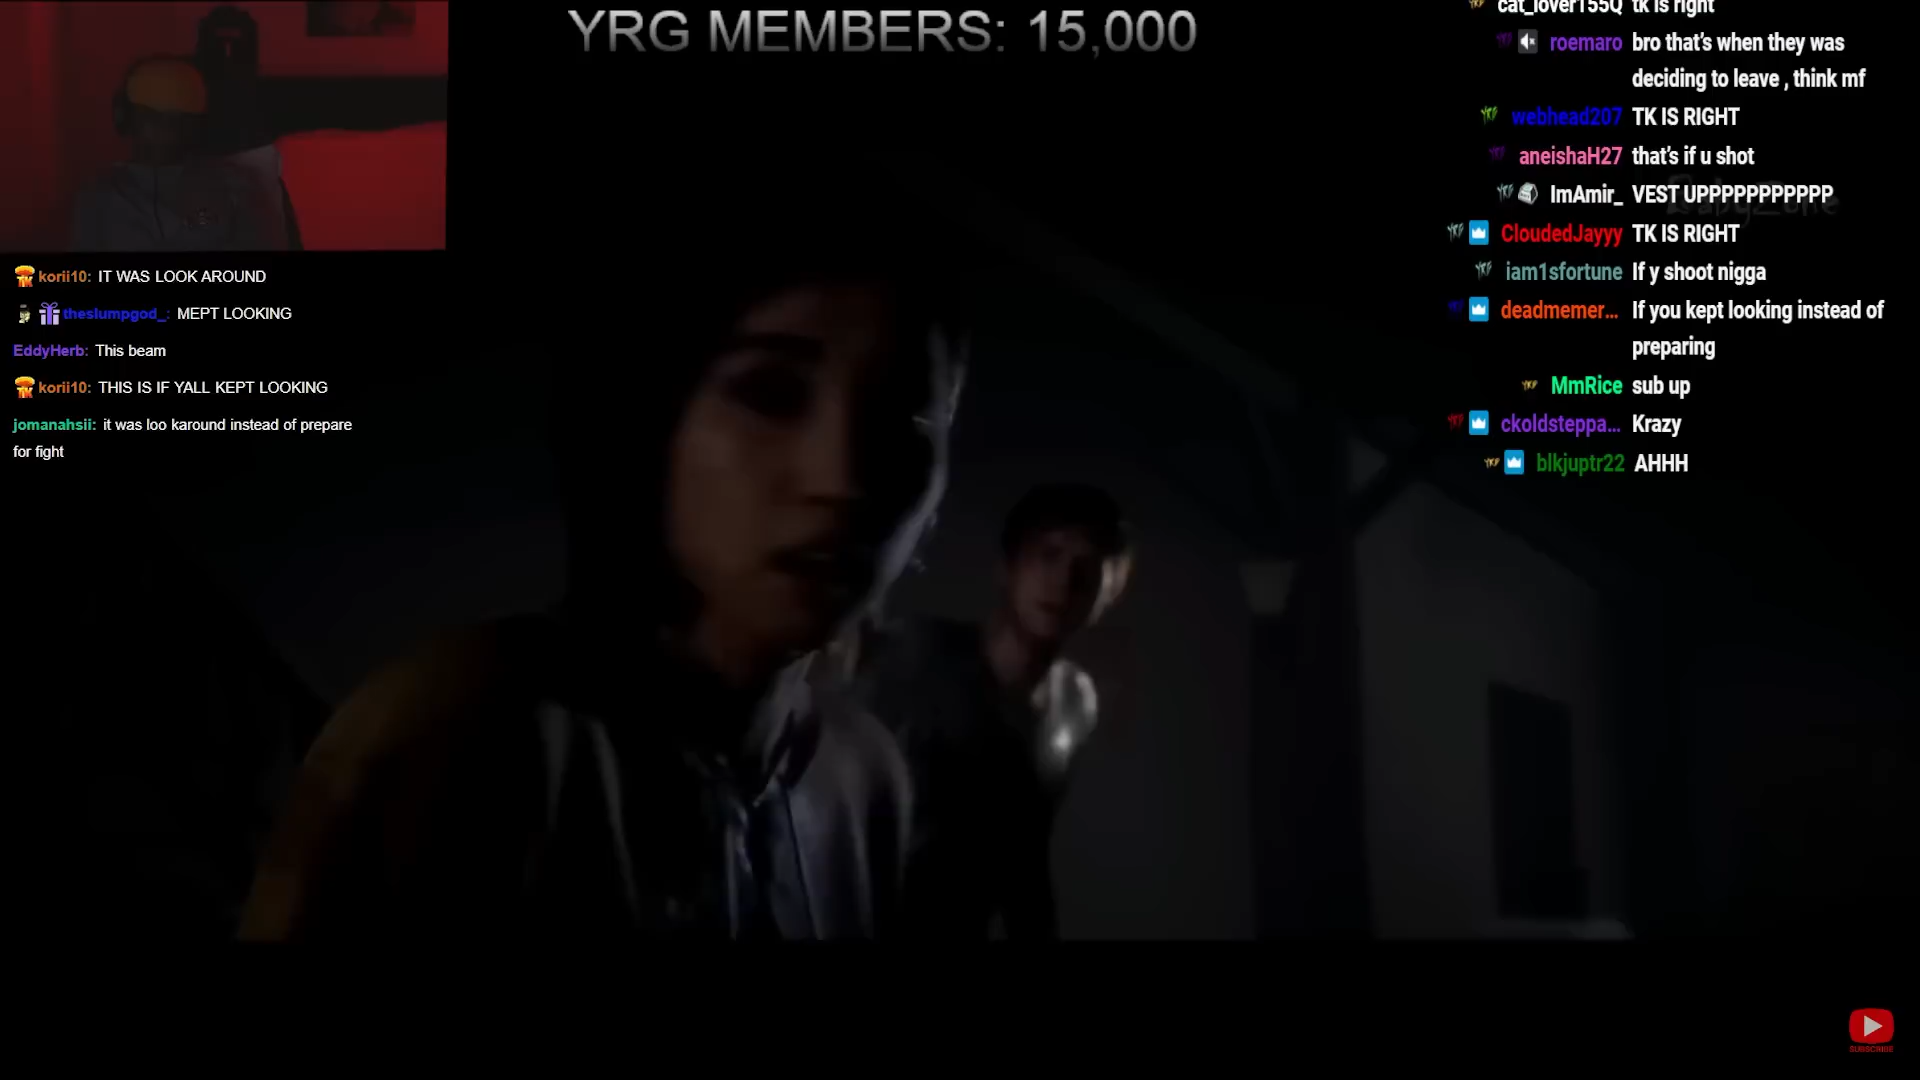 YRG MEMBERS: 15,000
korii10: IT WAS LOOK AROUND
theslumpgod_: MEPT LOOKING
EddyHerb: This beam
korii10: THIS IS IF YALL KEPT LOOKING
jomanahsii: it was loo karound instead of prepare
for fight
cat_lover155Q tk is right
roemaro bro that's when they was
deciding to leave , think mf
webhead207 TK IS RIGHT
aneishaH27 that's if u shot
ImAmir_ VEST UPPPPPPPPPPP
CloudedJayyy TK IS RIGHT
iam1sfortune If y shoot nigga
deadmemer... If you kept looking instead of
preparing
MmRice sub up
ckoldsteppa... Krazy
blkjuptr22 AHHH
SUBSCRIBE